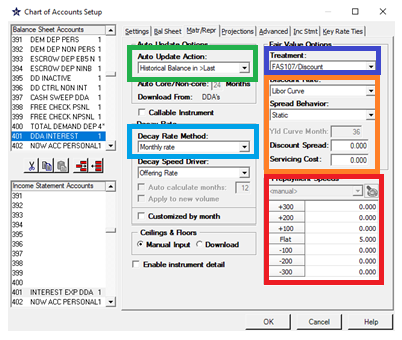 Chart of Accounts Setup
Balance Sheet Accounts
391 DEM DEP PERS 1
392 DEM DEP NON PERS 1
393 ESCROW DEP EB5 N 1
394 ESCROW DEP NINB 1
395 DD INACTIVE 1
396 DD CTRL NON INT 1
397 CASH SWEEP DDA 1
398 FREE CHECK PSNL 1
399 FREE CHECK NPSNL 1
400 TOTAL DEMAND DEP 4*
401 DDA INTEREST 1
402 NOW ACC PERSONAL 1
Income Statement Accounts
391
392
393
394
395
396
397
398
399
400
401 INTEREST EXP DDA 1
402 NOW ACC PERSONAL1
Settings Bal Sheet Matr/Repr Projections Advanced Inc Stmt Key Rate Ties
Auto Update Options
Auto Update Action:
Historical Balance in >Last
Auto Core/Non-core: 24 Months
Download From: DDA's
Callable Instrument
Decay Rate
Decay Rate Method:
Monthly rate
Decay Speed Driver:
Offering Rate
Auto calculate months: 12
Apply to new volume
Customized by month
Ceilings & Floors
Manual Input Download
Enable instrument detail
Fair Value Options
Treatment:
FAS107/Discount
Discount Rate:
Libor Curve
Spread Behavior:
Static
Yld Curve Month: 36
Discount Spread: 0.000
Servicing Cost: 0.000
Prepayment Speeds
<manual>
+300 0.000
+200 0.000
+100 0.000
Flat 5.000
-100 0.000
-200 0.000
-300 0.000
OK Cancel Help